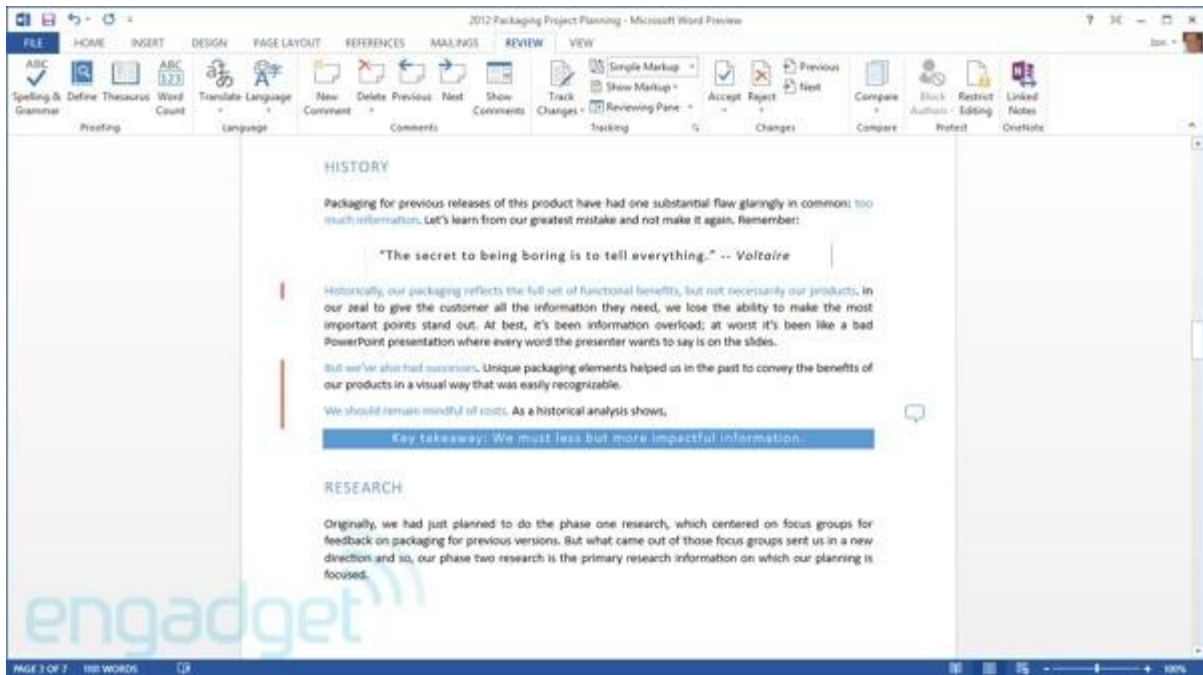 2012 Packaging Project Planning - Microsoft Word Preview
FILE HOME INSERT DESIGN PAGE LAYOUT REFERENCES MAILINGS REVIEW VIEW
Spelling & Grammar
Define
Thesaurus
Word Count
Translate
Language
New Comment
Delete
Previous
Next
Show Comments
Track Changes
Simple Markup
Show Markup
Reviewing Pane
Accept
Reject
Previous
Next
Compare
Block Authors
Restrict Editing
Linked Notes
Proofing Language Comments Tracking Changes Compare Protect OneNote
HISTORY
Packaging for previous releases of this product have had one substantial flaw glaringly in common: too
much information. Let's learn from our greatest mistake and not make it again. Remember:
"The secret to being boring is to tell everything." -- Voltaire
Historically, our packaging reflects the full set of functional benefits, but not necessarily our products. In
our zeal to give the customer all the information they need, we lose the ability to make the most
important points stand out. At best, it's been information overload; at worst it's been like a bad
PowerPoint presentation where every word the presenter wants to say is on the slides.
But we've also had successes. Unique packaging elements helped us in the past to convey the benefits of
our products in a visual way that was easily recognizable.
We should remain mindful of costs. As a historical analysis shows,
Key takeaway: We must less but more impactful information.
RESEARCH
Originally, we had just planned to do the phase one research, which centered on focus groups for
feedback on packaging for previous versions. But what came out of those focus groups sent us in a new
direction and so, our phase two research is the primary research information on which our planning is
focused.
engadget
PAGE 3 OF 7 WORDS
100%